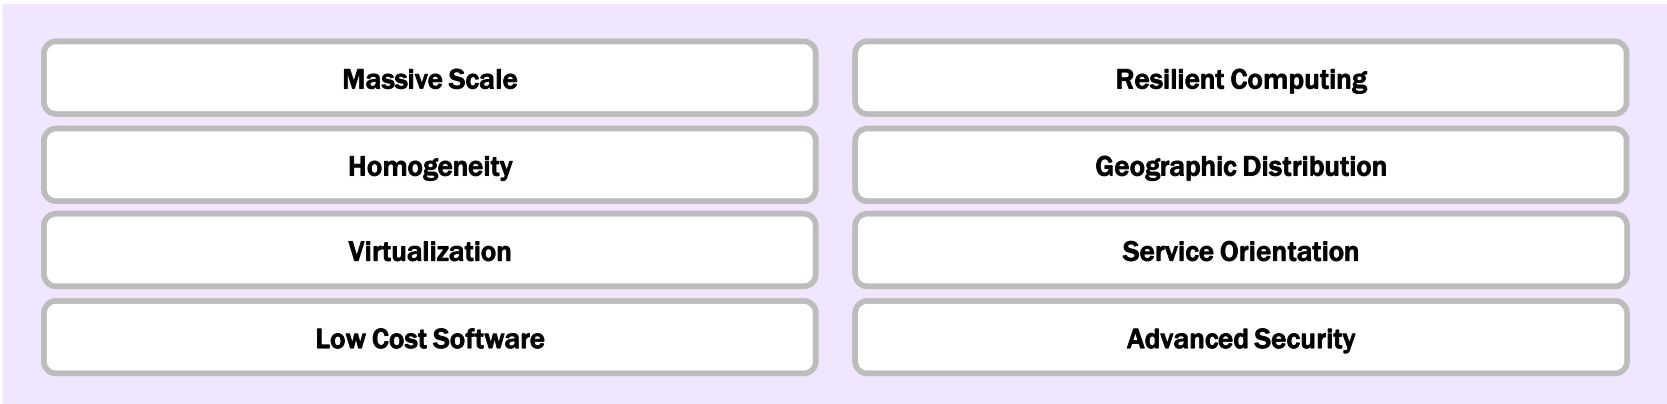 Massive Scale
Resilient Computing
Homogeneity
Geographic Distribution
Virtualization
Service Orientation
Low Cost Software
Advanced Security